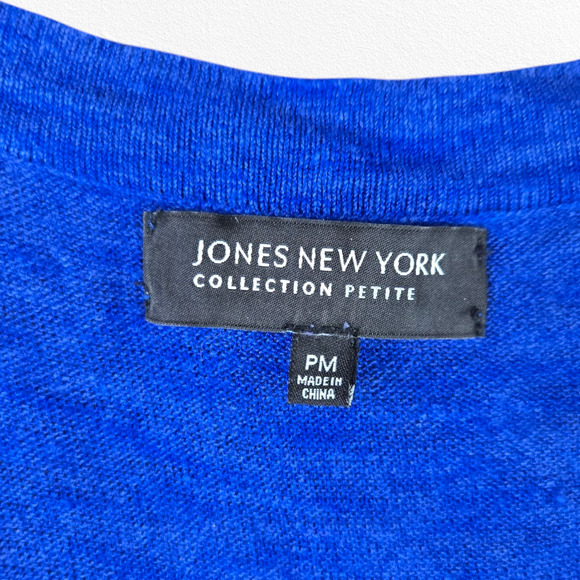 JONES NEW YORK
COLLECTION PETITE
PM
MADE IN
CHINA